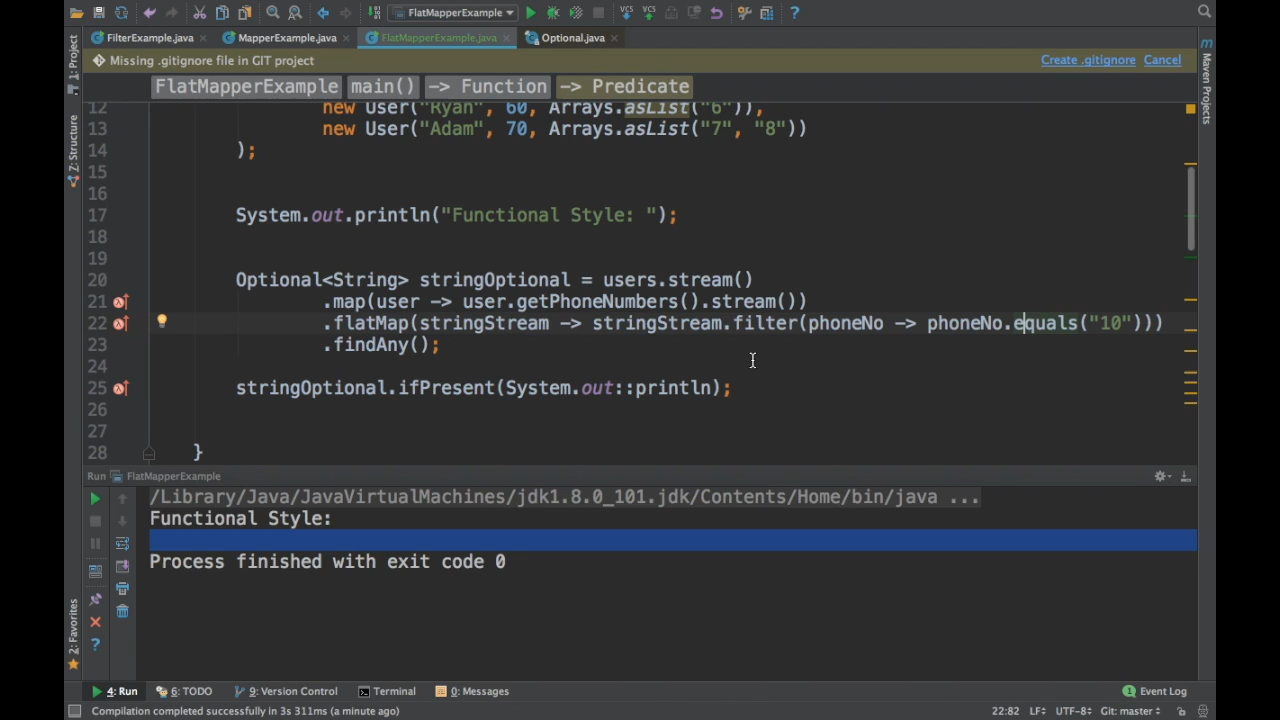 FlatMapperExample
FilterExample.java MapperExample.java FlatMapperExample.java Optional.java
Missing .gitignore file in GIT project Create .gitignore Cancel
FlatMapperExample main() -> Function -> Predicate
1: Project
Z: Structure
2: Favorites
Maven Projects
12 new User("Ryan", 60, Arrays.asList("6")),
13 new User("Adam", 70, Arrays.asList("7", "8"))
14 );
15
16
17 System.out.println("Functional Style: ");
18
19
20 Optional<String> stringOptional = users.stream()
21 .map(user -> user.getPhoneNumbers().stream())
22 .flatMap(stringStream -> stringStream.filter(phoneNo -> phoneNo.equals("10")))
23 .findAny();
24
25 stringOptional.ifPresent(System.out::println);
26
27
28 }
Run FlatMapperExample
/Library/Java/JavaVirtualMachines/jdk1.8.0_101.jdk/Contents/Home/bin/java ...
Functional Style:
Process finished with exit code 0
4: Run 6: TODO 9: Version Control Terminal 0: Messages 1 Event Log
Compilation completed successfully in 3s 311ms (a minute ago) 22:82 LF÷ UTF-8÷ Git: master÷